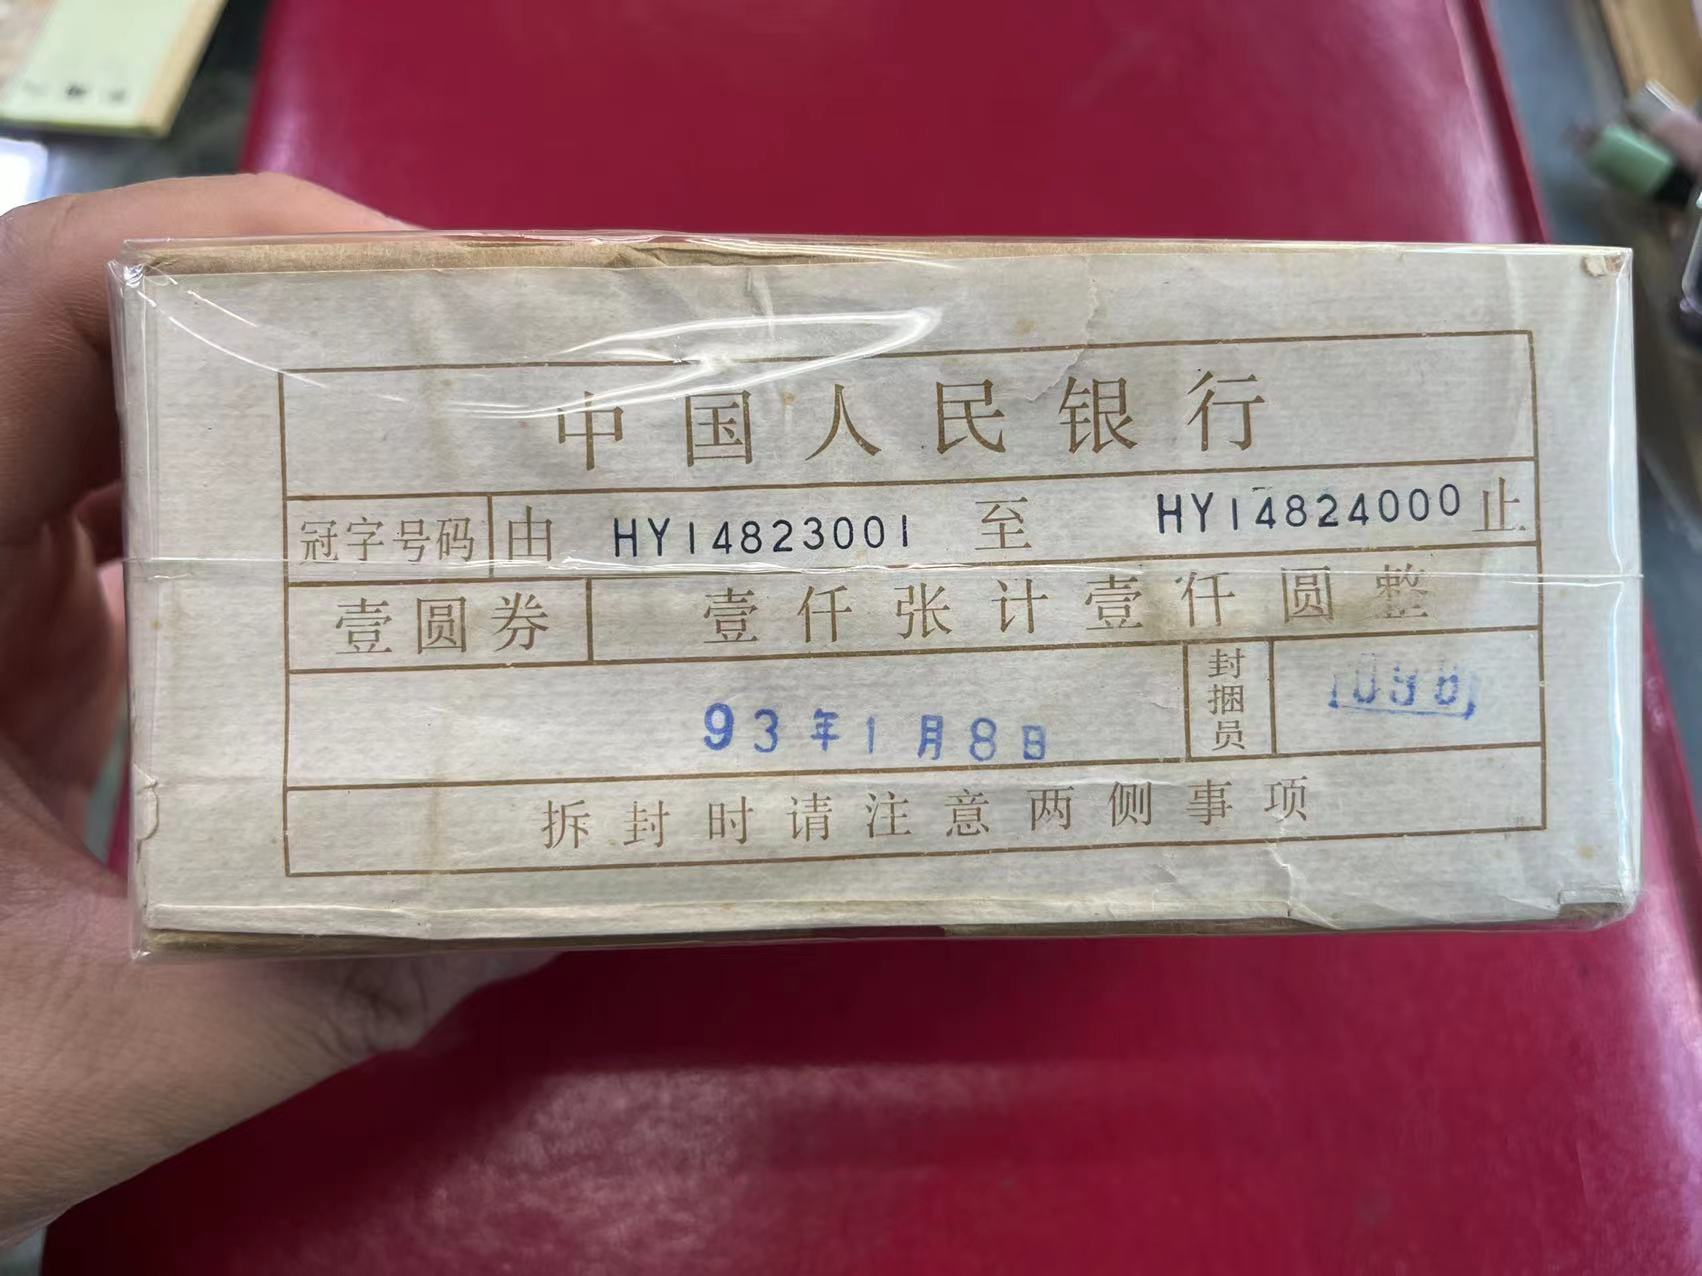 中国人民银行
冠字号码 由 HY14823001 至 HY14824000 止
壹圆券 壹仟张计壹仟圆整
93年1月8日 封捆员
拆封时请注意两侧事项